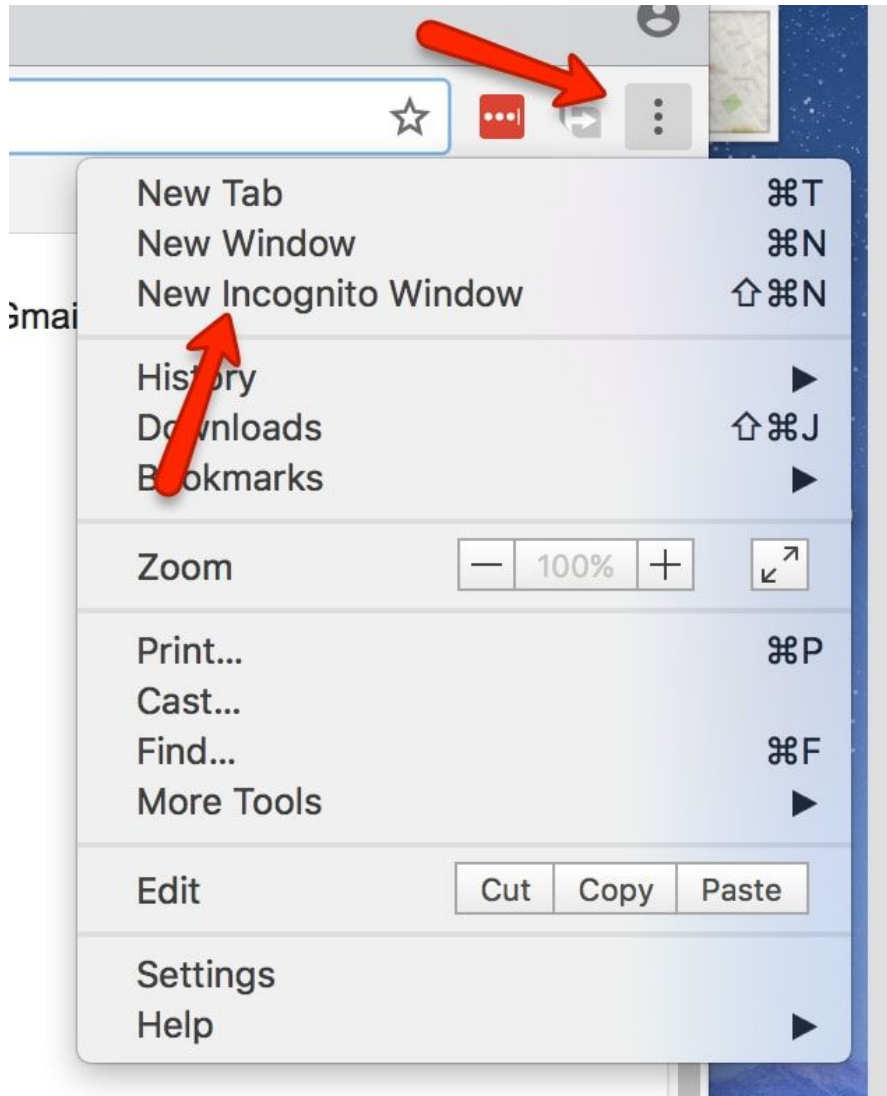 New Tab ⌘T
New Window ⌘N
Gmai
New Incognito Window ⇧⌘N
History
Downloads ⇧⌘J
Bookmarks
Zoom 100%
Print... ⌘P
Cast...
Find... ⌘F
More Tools
Edit Cut Copy Paste
Settings
Help